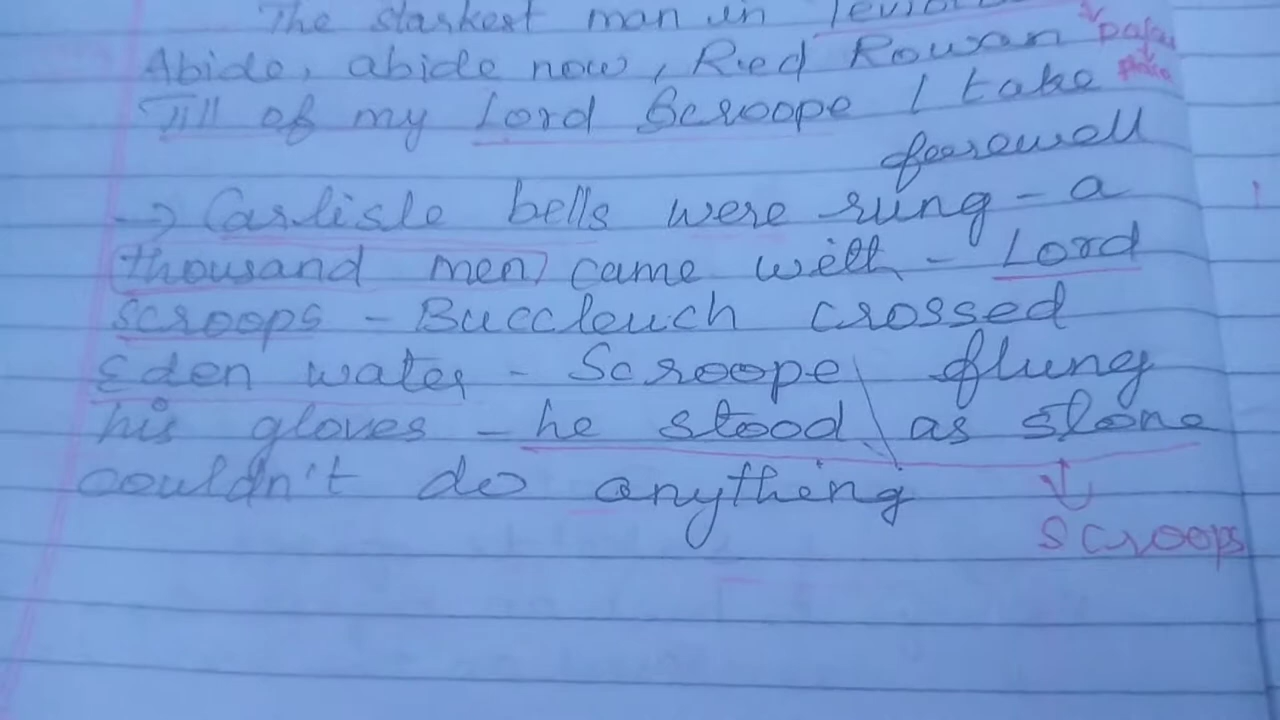 The starkest man in Teviot
Abide, abide now, Red Rowan
Till of my Lord Scroope I take
farewell
→ Carlisle bells were rung - a
thousand men came with - Lord
Scroops - Buccleuch crossed
Eden water - Scroope flung
his gloves - he stood as stone
couldn't do anything
Scroops